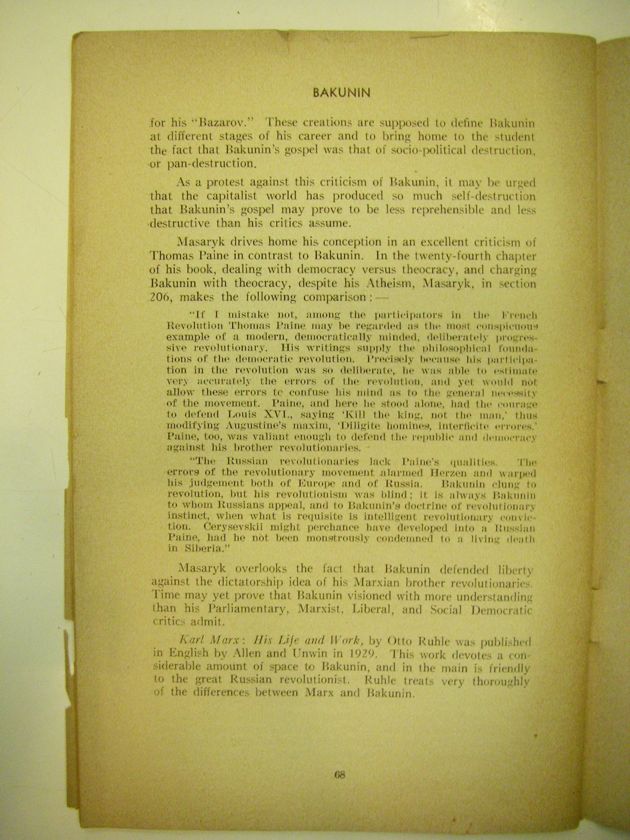 BAKUNIN
for his "Bazarov." These creations are supposed to define Bakunin
at different stages of his career and to bring home to the student
the fact that Bakunin's gospel was that of socio-political destruction,
or pan-destruction.
As a protest against this criticism of Bakunin, it may be urged
that the capitalist world has produced so much self-destruction
that Bakunin's gospel may prove to be less reprehensible and less
destructive than his critics assume.
Masaryk drives home his conception in an excellent criticism of
Thomas Paine in contrast to Bakunin. In the twenty-fourth chapter
of his book, dealing with democracy versus theocracy, and charging
Bakunin with theocracy, despite his Atheism, Masaryk, in section
206, makes the following comparison:—
"If I mistake not, among the participators in the French
Revolution Thomas Paine may be regarded as the most conspicuous
example of a modern, democratically minded, deliberately progres-
sive revolutionary. His writings supply the philosophical founda-
tions of the democratic revolution. Precisely because his participa-
tion in the revolution was so deliberate, he was able to estimate
very accurately the errors of the revolution, and yet would not
allow these errors tc confuse his mind as to the general necessity
of the movement. Paine, and here he stood alone, had the courage
to defend Louis XVI., saying 'Kill the king, not the man,' thus
modifying Augustine's maxim, 'Diligite homines, interficite errores.'
Paine, too, was valiant enough to defend the republic and democracy
against his brother revolutionaries.
"The Russian revolutionaries lack Paine's qualities. The
errors of the revolutionary movement alarmed Herzen and warped
his judgement both of Europe and of Russia. Bakunin clung to
revolution, but his revolutionism was blind; it is always Bakunin
to whom Russians appeal, and to Bakunin's doctrine of revolutionary
instinct, when what is requisite is intelligent revolutionary convic-
tion. Cerysevskii might perchance have developed into a Russian
Paine, had he not been monstrously condemned to a living death
in Siberia."
Masaryk overlooks the fact that Bakunin defended liberty
against the dictatorship idea of his Marxian brother revolutionaries.
Time may yet prove that Bakunin visioned with more understanding
than his Parliamentary, Marxist, Liberal, and Social Democratic
critics admit.
Karl Marx: His Life and Work, by Otto Ruhle was published
in English by Allen and Unwin in 1929. This work devotes a con-
siderable amount of space to Bakunin, and in the main is friendly
to the great Russian revolutionist. Ruhle treats very thoroughly
of the differences between Marx and Bakunin.
68